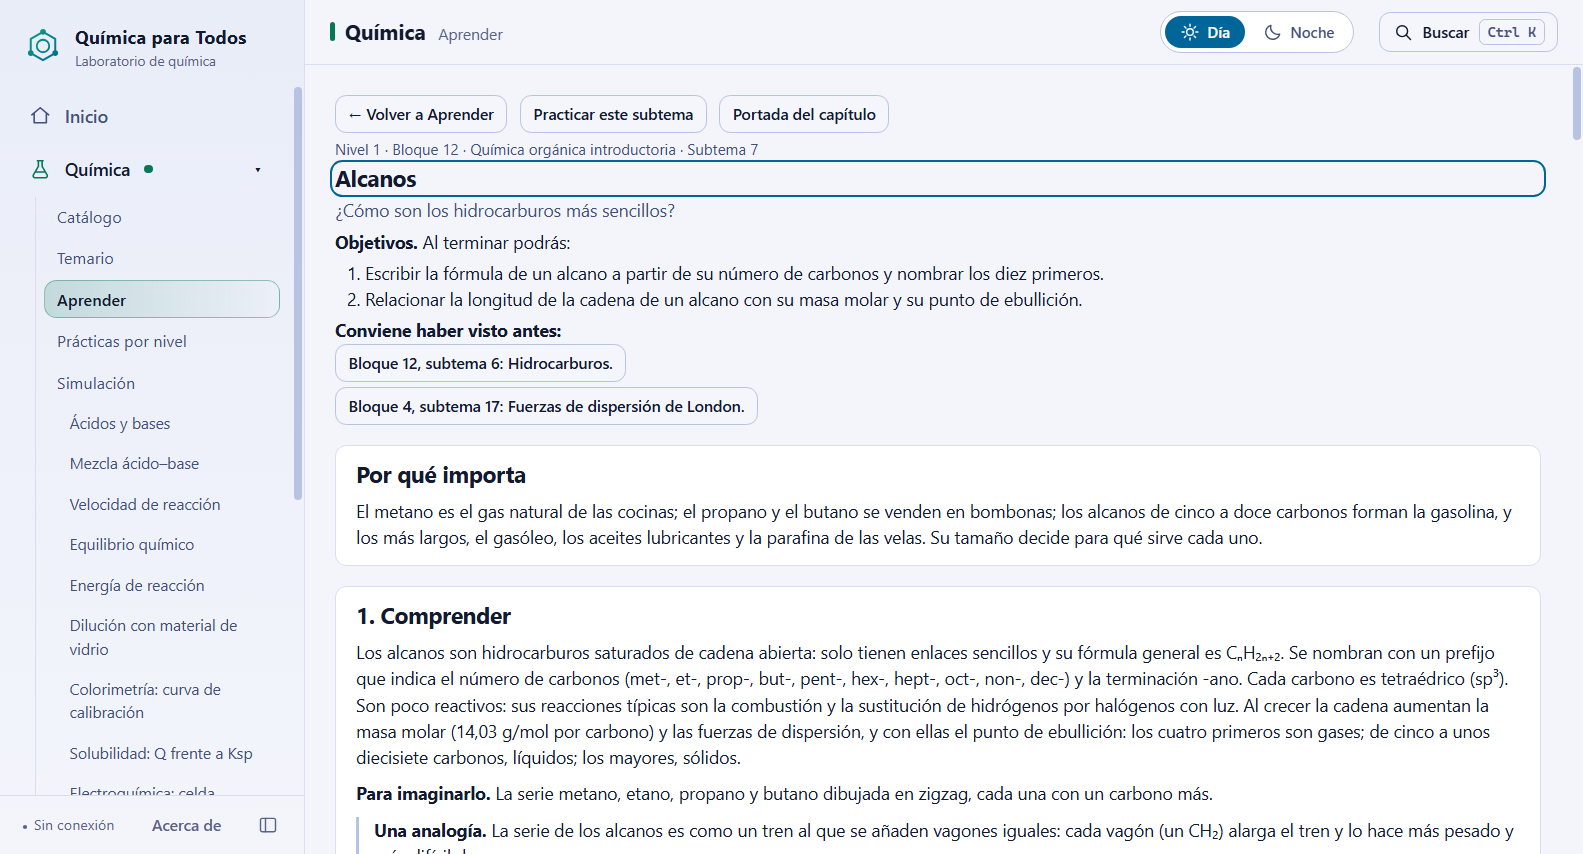 Química para Todos
Laboratorio de química
Inicio
Química
Catálogo
Temario
Aprender
Prácticas por nivel
Simulación
Ácidos y bases
Mezcla ácido–base
Velocidad de reacción
Equilibrio químico
Energía de reacción
Dilución con material de
vidrio
Colorimetría: curva de
calibración
Solubilidad: Q frente a Ksp
Electroquímica: celda
Sin conexión
Acerca de
Química Aprender
Día
Noche
Buscar Ctrl K
← Volver a Aprender
Practicar este subtema
Portada del capítulo
Nivel 1 · Bloque 12 · Química orgánica introductoria · Subtema 7
Alcanos
¿Cómo son los hidrocarburos más sencillos?
Objetivos. Al terminar podrás:
1. Escribir la fórmula de un alcano a partir de su número de carbonos y nombrar los diez primeros.
2. Relacionar la longitud de la cadena de un alcano con su masa molar y su punto de ebullición.
Conviene haber visto antes:
Bloque 12, subtema 6: Hidrocarburos.
Bloque 4, subtema 17: Fuerzas de dispersión de London.
Por qué importa
El metano es el gas natural de las cocinas; el propano y el butano se venden en bombonas; los alcanos de cinco a doce carbonos forman la gasolina, y
los más largos, el gasóleo, los aceites lubricantes y la parafina de las velas. Su tamaño decide para qué sirve cada uno.
1. Comprender
Los alcanos son hidrocarburos saturados de cadena abierta: solo tienen enlaces sencillos y su fórmula general es CₙH₂ₙ₊₂. Se nombran con un prefijo
que indica el número de carbonos (met-, et-, prop-, but-, pent-, hex-, hept-, oct-, non-, dec-) y la terminación -ano. Cada carbono es tetraédrico (sp³).
Son poco reactivos: sus reacciones típicas son la combustión y la sustitución de hidrógenos por halógenos con luz. Al crecer la cadena aumentan la
masa molar (14,03 g/mol por carbono) y las fuerzas de dispersión, y con ellas el punto de ebullición: los cuatro primeros son gases; de cinco a unos
diecisiete carbonos, líquidos; los mayores, sólidos.
Para imaginarlo. La serie metano, etano, propano y butano dibujada en zigzag, cada una con un carbono más.
Una analogía. La serie de los alcanos es como un tren al que se añaden vagones iguales: cada vagón (un CH₂) alarga el tren y lo hace más pesado y